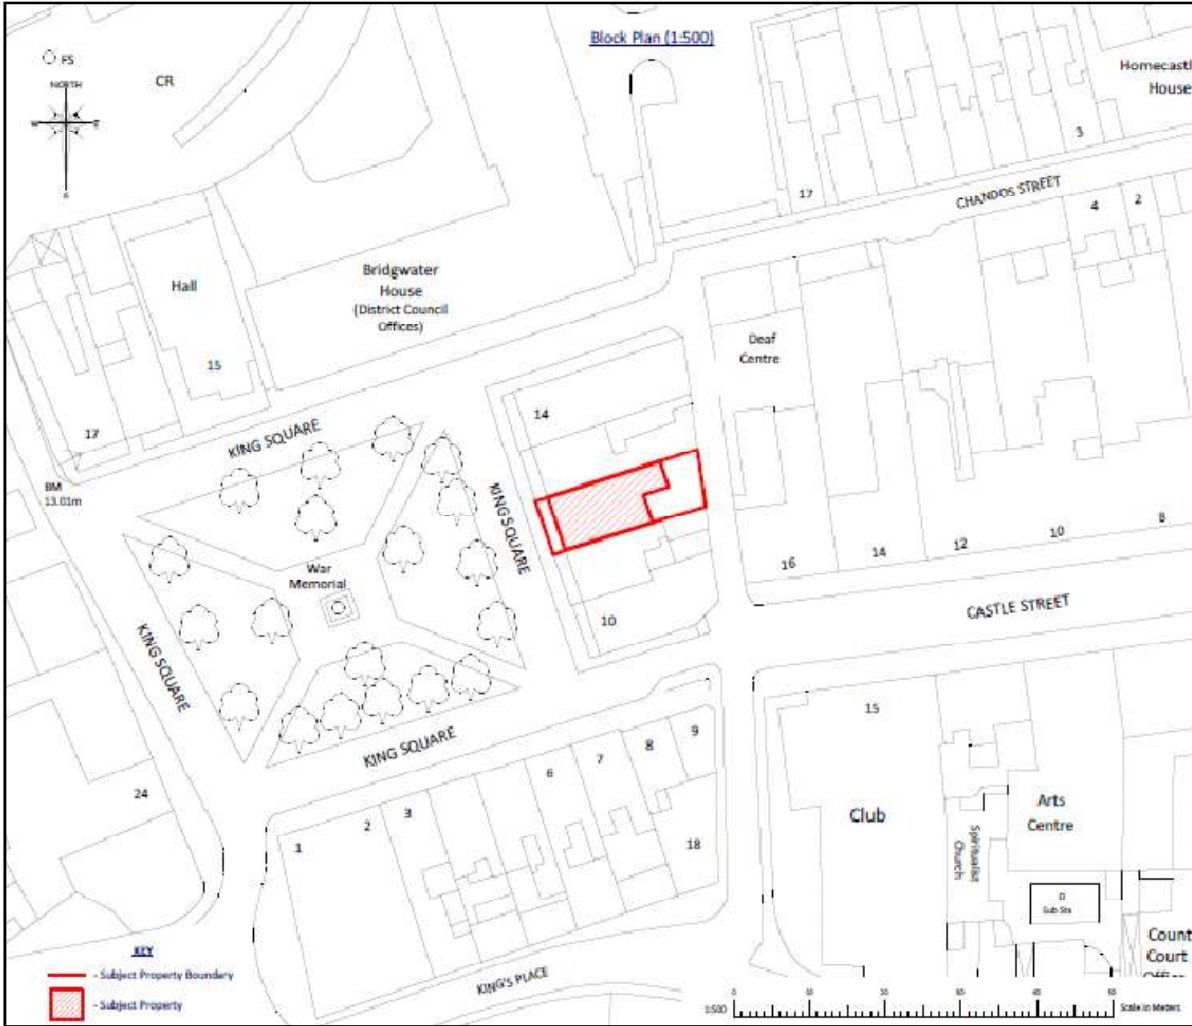 Block Plan (1:500)
FS
NORTH
W
E
S
CR
Homecastl
House
3
17
CHANDOS STREET
4
2
Hall
Bridgwater
House
(District Council
Offices)
Deaf
Centre
15
14
17
KING SQUARE
BM
13.01m
KING SQUARE
War
Memorial
16
14
12
10
8
CASTLE STREET
10
KING SQUARE
KING SQUARE
15
9
8
7
6
3
2
1
24
18
Club
Arts
Centre
Spiritualist
Church
Sub Sta
Count
Court
KING'S PLACE
KEY
- Subject Property Boundary
- Subject Property
1:500
Scale in Meters